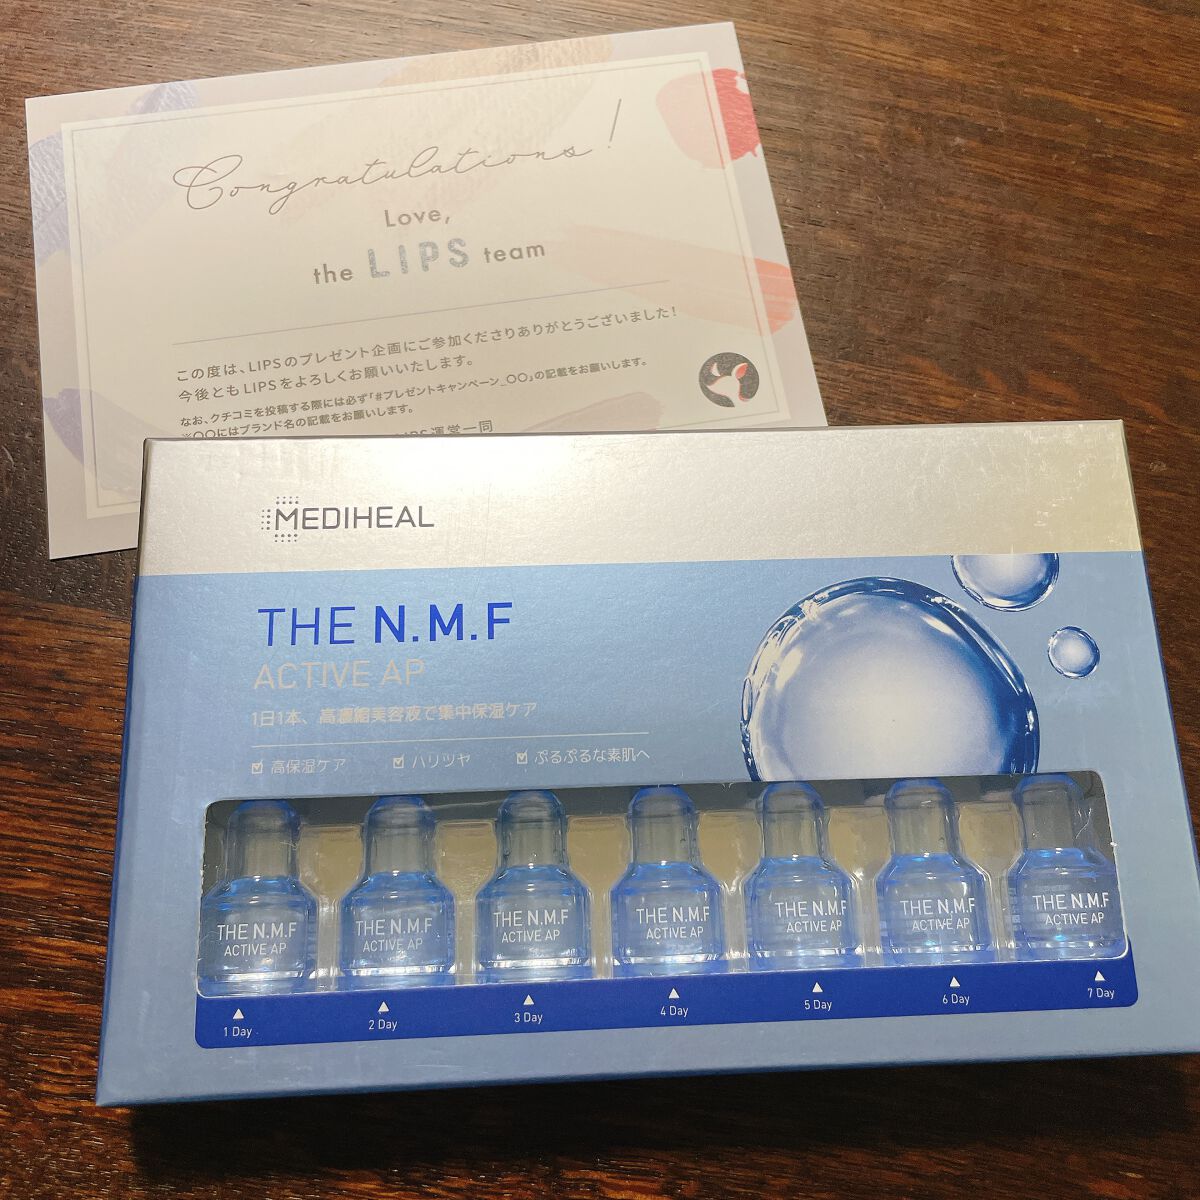 Congratulations!
Love,
the LIPS team
この度は、LIPSのプレゼント企画にご参加くださりありがとうございました！
今後ともLIPSをよろしくお願いいたします。
なお、クチコミを投稿する際には必ず「#プレゼントキャンペーン_〇〇」の記載をお願いします。
※〇〇にはブランド名の記載をお願いします。
運営一同
MEDIHEAL
THE N.M.F
ACTIVE AP
1日1本、高濃縮美容液で集中保湿ケア
高保湿ケア ハリツヤ ぷるぷるな素肌へ
THE N.M.F THE N.M.F THE N.M.F THE N.M.F THE N.M.F THE N.M.F THE N.M.F
ACTIVE AP ACTIVE AP ACTIVE AP ACTIVE AP ACTIVE AP ACTIVE AP ACTIVE AP
1 Day 2 Day 3 Day 4 Day 5 Day 6 Day 7 Day